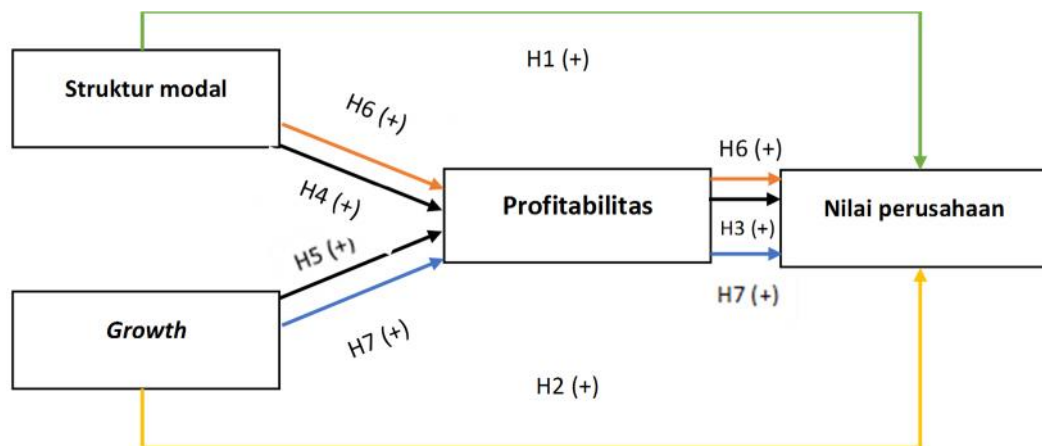 H1 (+)
Struktur modal
H6 (+)
H6 (+)
H4 (+)
Profitabilitas
Nilai perusahaan
H3 (+)
H5 (+)
H7 (+)
Growth
H7 (+)
H2 (+)